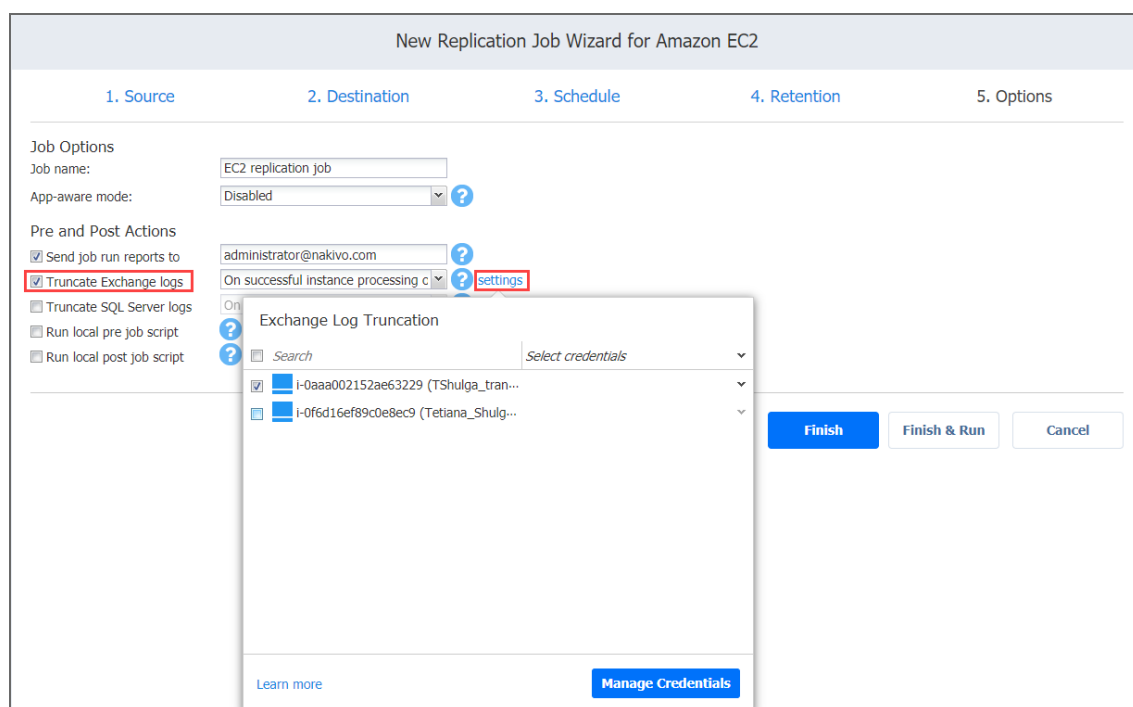 New Replication Job Wizard for Amazon EC2
1. Source 2. Destination 3. Schedule 4. Retention 5. Options
Job Options
Job name: EC2 replication job
App-aware mode: Disabled ?
Pre and Post Actions
Send job run reports to administrator@nakivo.com ?
Truncate Exchange logs On successful instance processing c ? settings
Truncate SQL Server logs On
Run local pre job script ?
Run local post job script ?
Exchange Log Truncation
Search Select credentials
i-0aaa002152ae63229 (TShulga_tran...
i-0f6d16ef89c0e8ec9 (Tetiana_Shulg...
Finish Finish & Run Cancel
Learn more Manage Credentials